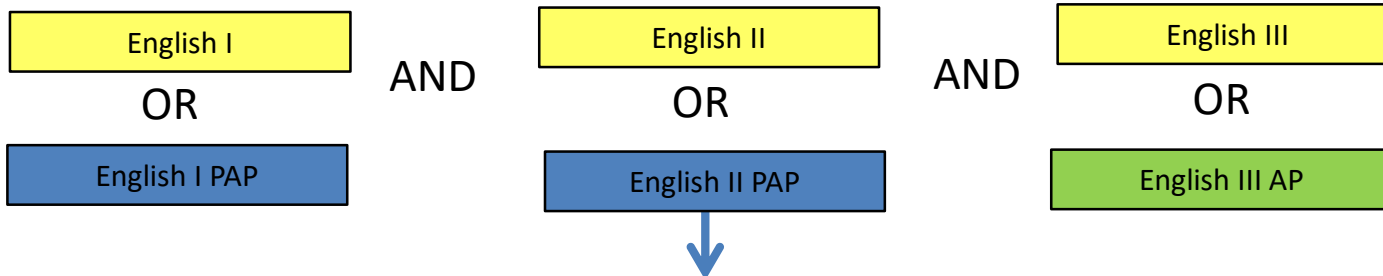 English I
AND
English II
AND
English III
OR
OR
OR
English I PAP
English II PAP
English III AP